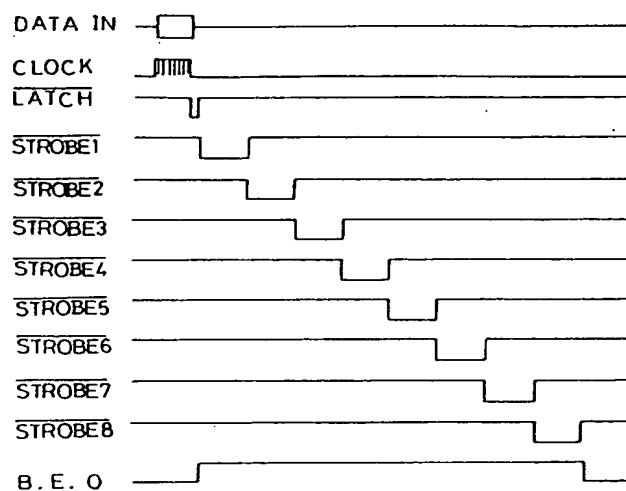 DATA IN
CLOCK
LATCH
STROBE1
STROBE2
STROBE3
STROBE4
STROBE5
STROBE6
STROBE7
STROBE8
B.E.O